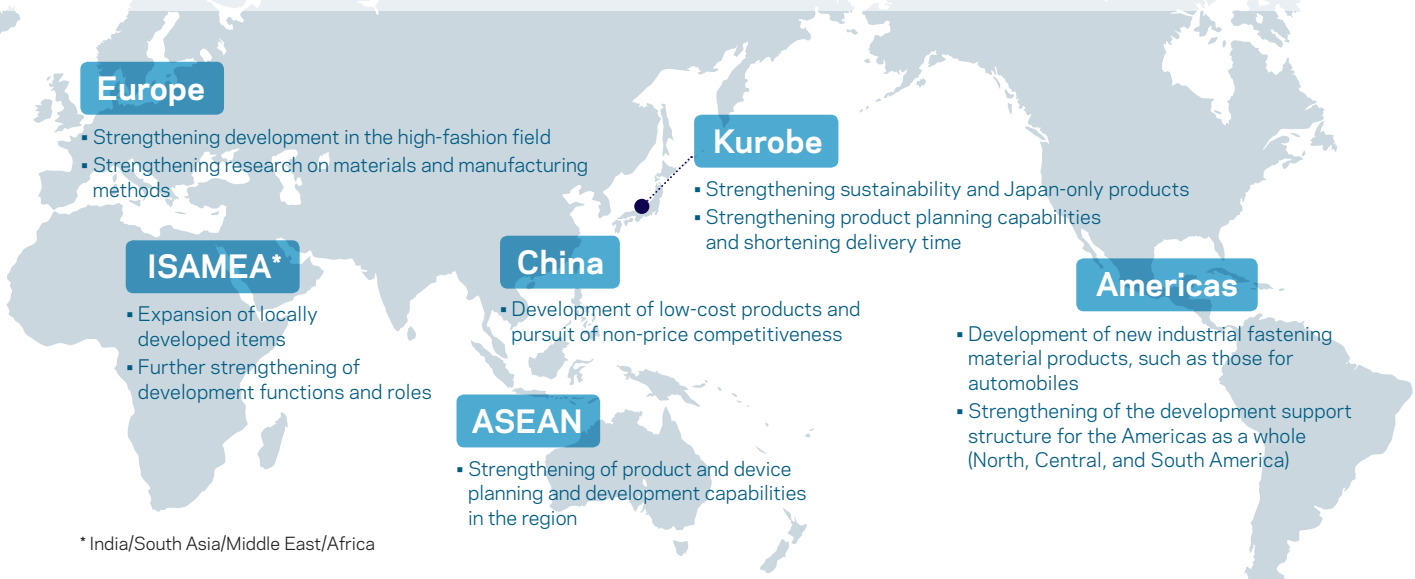 Europe
▪ Strengthening development in the high-fashion field
▪ Strengthening research on materials and manufacturing
methods
Kurobe
▪ Strengthening sustainability and Japan-only products
▪ Strengthening product planning capabilities
and shortening delivery time
ISAMEA*
▪ Expansion of locally
developed items
▪ Further strengthening of
development functions and roles
China
▪ Development of low-cost products and
pursuit of non-price competitiveness
Americas
▪ Development of new industrial fastening
material products, such as those for
automobiles
▪ Strengthening of the development support
structure for the Americas as a whole
(North, Central, and South America)
ASEAN
▪ Strengthening of product and device
planning and development capabilities
in the region
* India/South Asia/Middle East/Africa